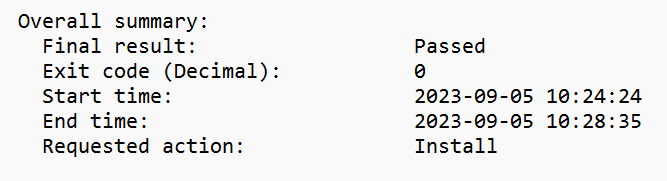 Overall summary:
Final result: Passed
Exit code (Decimal): 0
Start time: 2023-09-05 10:24:24
End time: 2023-09-05 10:28:35
Requested action: Install